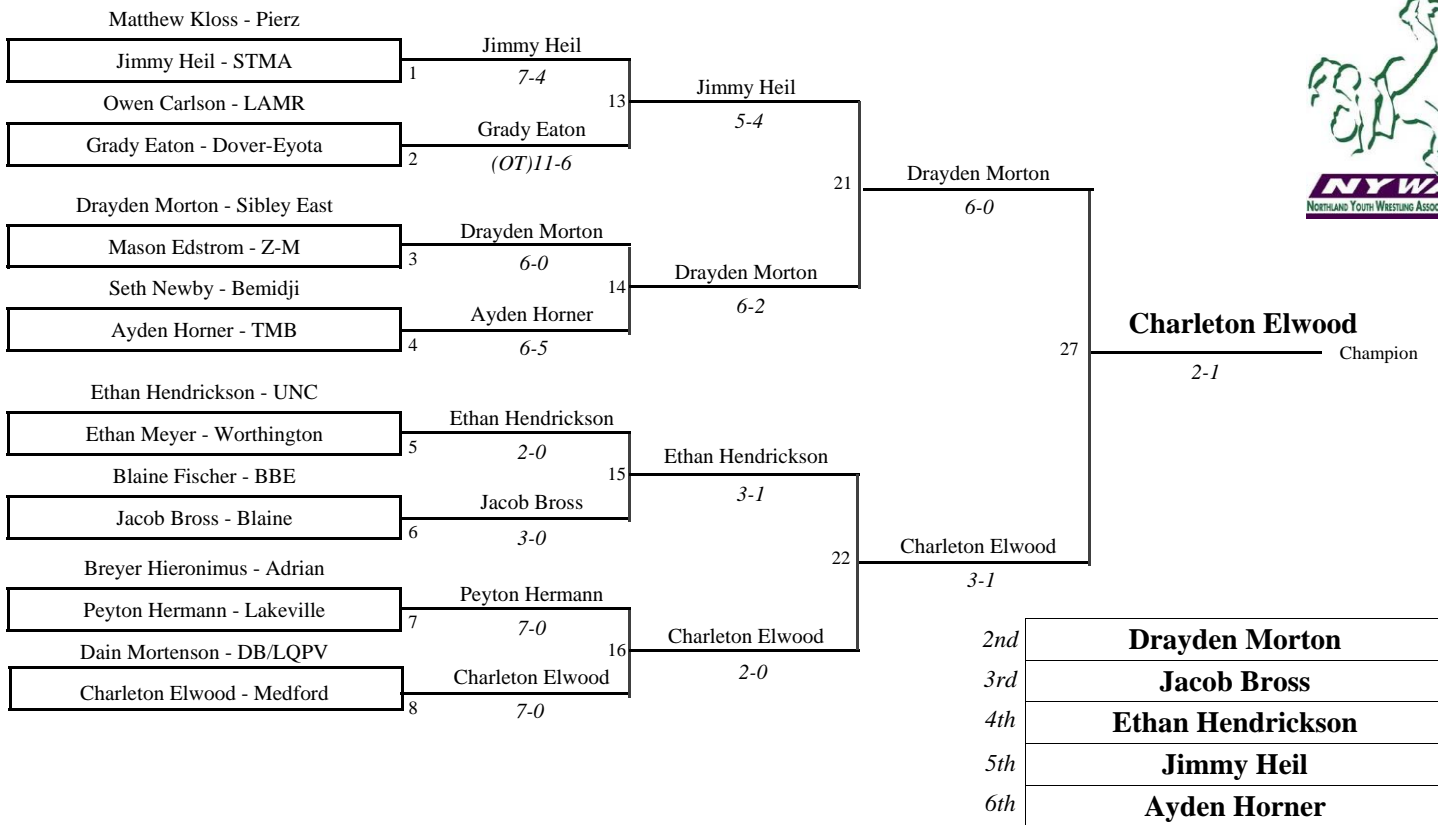 Matthew Kloss - Pierz
Jimmy Heil - STMA
1
Jimmy Heil
7-4
Owen Carlson - LAMR
Grady Eaton - Dover-Eyota
2
Grady Eaton
(OT)11-6
13
Jimmy Heil
5-4
Drayden Morton - Sibley East
Mason Edstrom - Z-M
3
Drayden Morton
6-0
Seth Newby - Bemidji
Ayden Horner - TMB
4
Ayden Horner
6-5
14
Drayden Morton
6-2
21
Drayden Morton
6-0
Ethan Hendrickson - UNC
Ethan Meyer - Worthington
5
Ethan Hendrickson
2-0
Blaine Fischer - BBE
Jacob Bross - Blaine
6
Jacob Bross
3-0
15
Ethan Hendrickson
3-1
Breyer Hieronimus - Adrian
Peyton Hermann - Lakeville
7
Peyton Hermann
7-0
Dain Mortenson - DB/LQPV
Charleton Elwood - Medford
8
Charleton Elwood
7-0
16
Charleton Elwood
2-0
22
Charleton Elwood
3-1
27
Charleton Elwood
Champion
2-1
NYWA
NORTHLAND YOUTH WRESTLING ASSOC
2nd Drayden Morton
3rd Jacob Bross
4th Ethan Hendrickson
5th Jimmy Heil
6th Ayden Horner